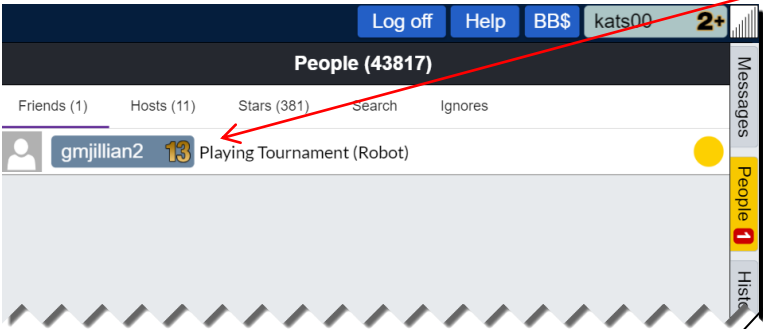 Log off Help BB$ kats00 2+
People (43817)
Friends (1) Hosts (11) Stars (381) Search Ignores
gmjillian2 13 Playing Tournament (Robot)
Messages
People 1